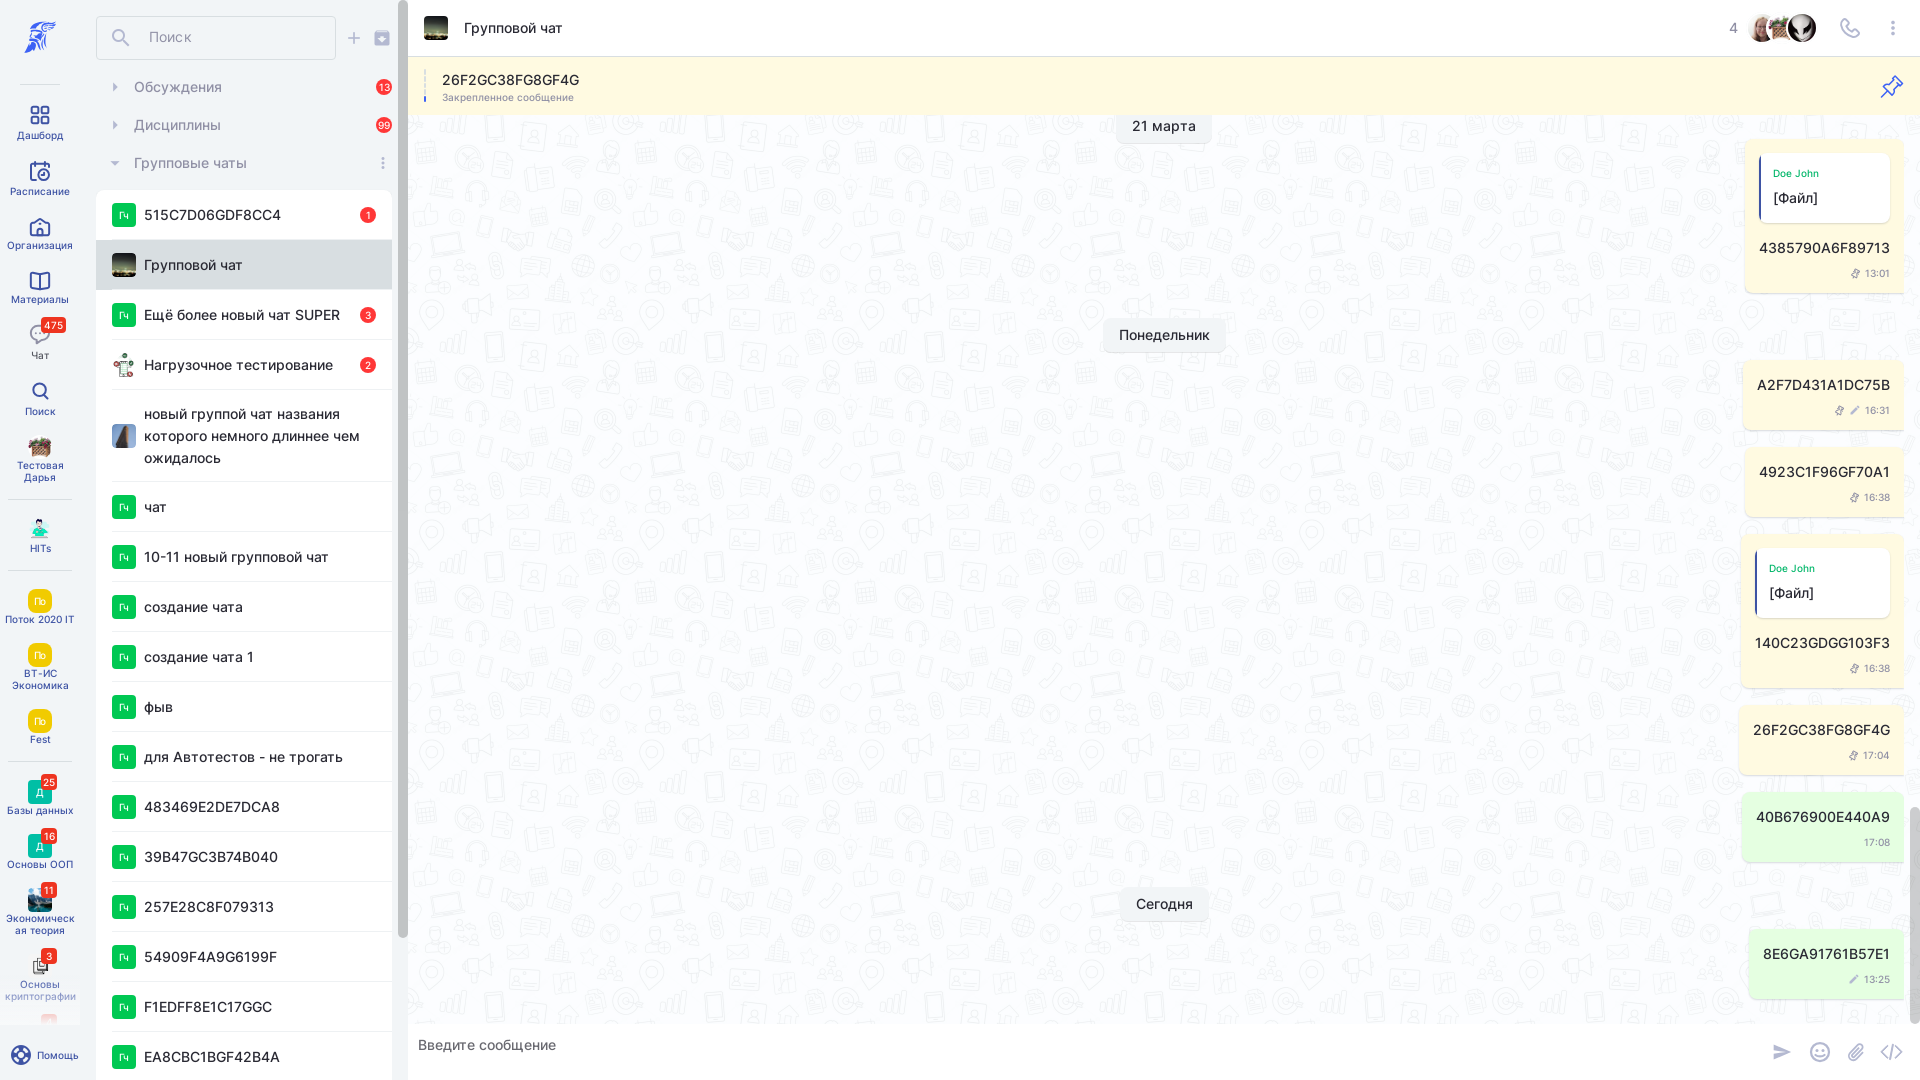 Дашборд
Расписание
Организация
Материалы
475
Чат
Поиск
Тестовая
Дарья
HITs
По
Поток 2020 IT
По
ВТ-ИС
Экономика
По
Fest
25
Д
Базы данных
16
Д
Основы ООП
11
Экономическ
ая теория
3
Основы
криптографии
Помощь
Поиск
Обсуждения
13
Дисциплины
99
Групповые чаты
Гч
515C7D06GDF8CC4
1
Групповой чат
Гч
Ещё более новый чат SUPER
3
Нагрузочное тестирование
2
новый группой чат названия
которого немного длиннее чем
ожидалось
Гч
чат
Гч
10-11 новый групповой чат
Гч
создание чата
Гч
создание чата 1
Гч
фыв
Гч
для Автотестов - не трогать
Гч
483469E2DE7DCA8
Гч
39B47GC3B74B040
Гч
257E28C8F079313
Гч
54909F4A9G6199F
Гч
F1EDFF8E1C17GGC
Гч
EA8CBC1BGF42B4A
Групповой чат
4
26F2GC38FG8GF4G
Закрепленное сообщение
21 марта
Doe John
[Файл]
4385790A6F89713
13:01
Понедельник
A2F7D431A1DC75B
16:31
4923C1F96GF70A1
16:38
Doe John
[Файл]
140C23GDGG103F3
16:38
26F2GC38FG8GF4G
17:04
40B676900E440A9
17:08
Сегодня
8E6GA91761B57E1
13:25
Введите сообщение